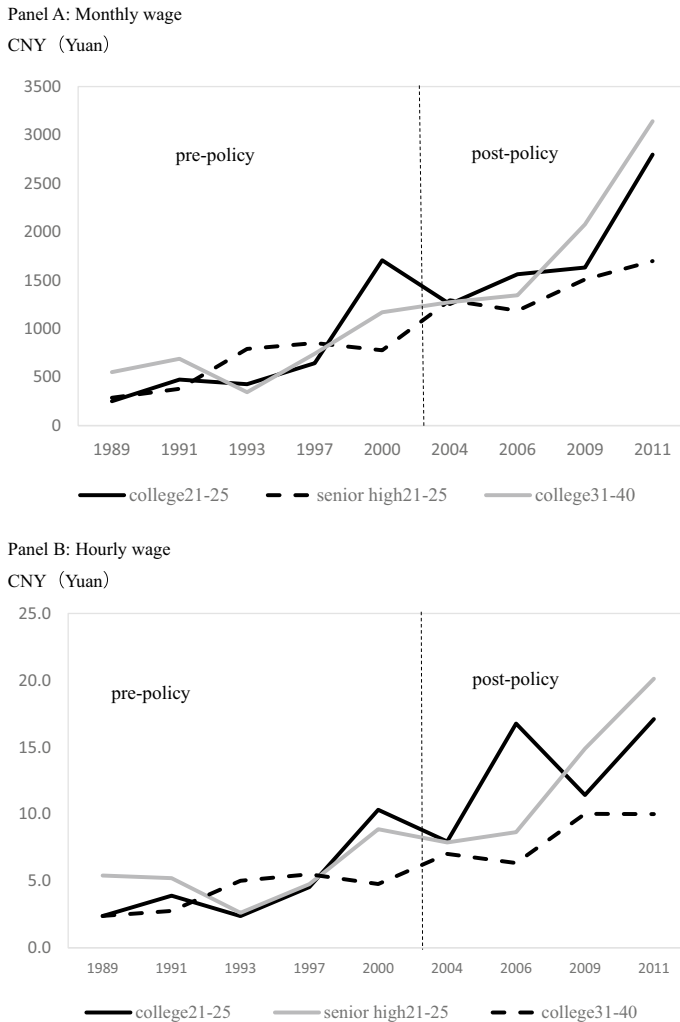 Panel A: Monthly wage
CNY（Yuan）
3500
3000
2500
2000
1500
1000
500
0
pre-policy
post-policy
1989 1991 1993 1997 2000 2004 2006 2009 2011
college21-25 senior high21-25 college31-40
Panel B: Hourly wage
CNY（Yuan）
25.0
20.0
15.0
10.0
5.0
0.0
pre-policy
post-policy
1989 1991 1993 1997 2000 2004 2006 2009 2011
college21-25 senior high21-25 college31-40